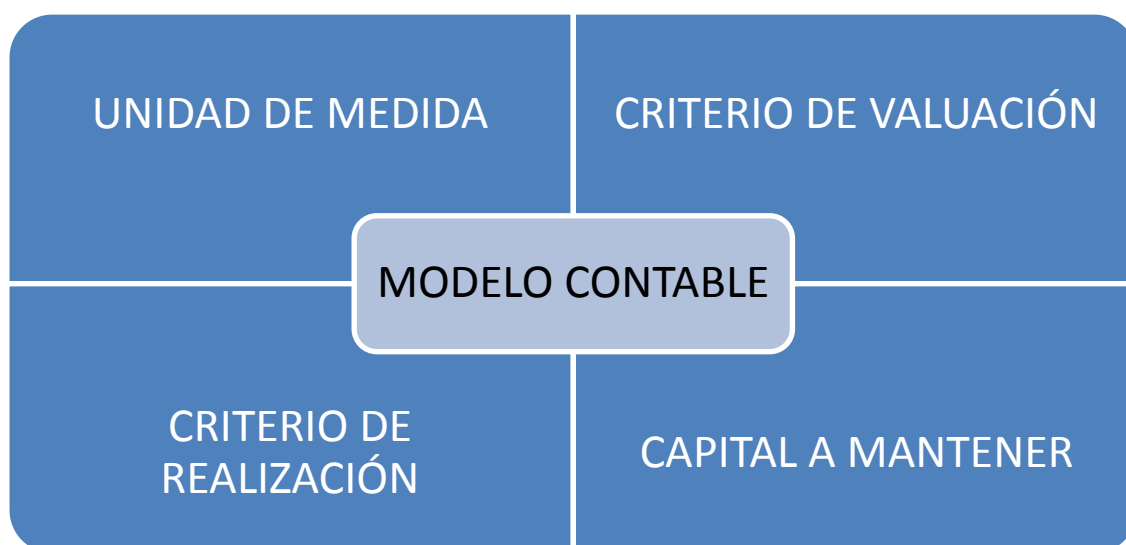 UNIDAD DE MEDIDA
CRITERIO DE VALUACIÓN
MODELO CONTABLE
CRITERIO DE
REALIZACIÓN
CAPITAL A MANTENER